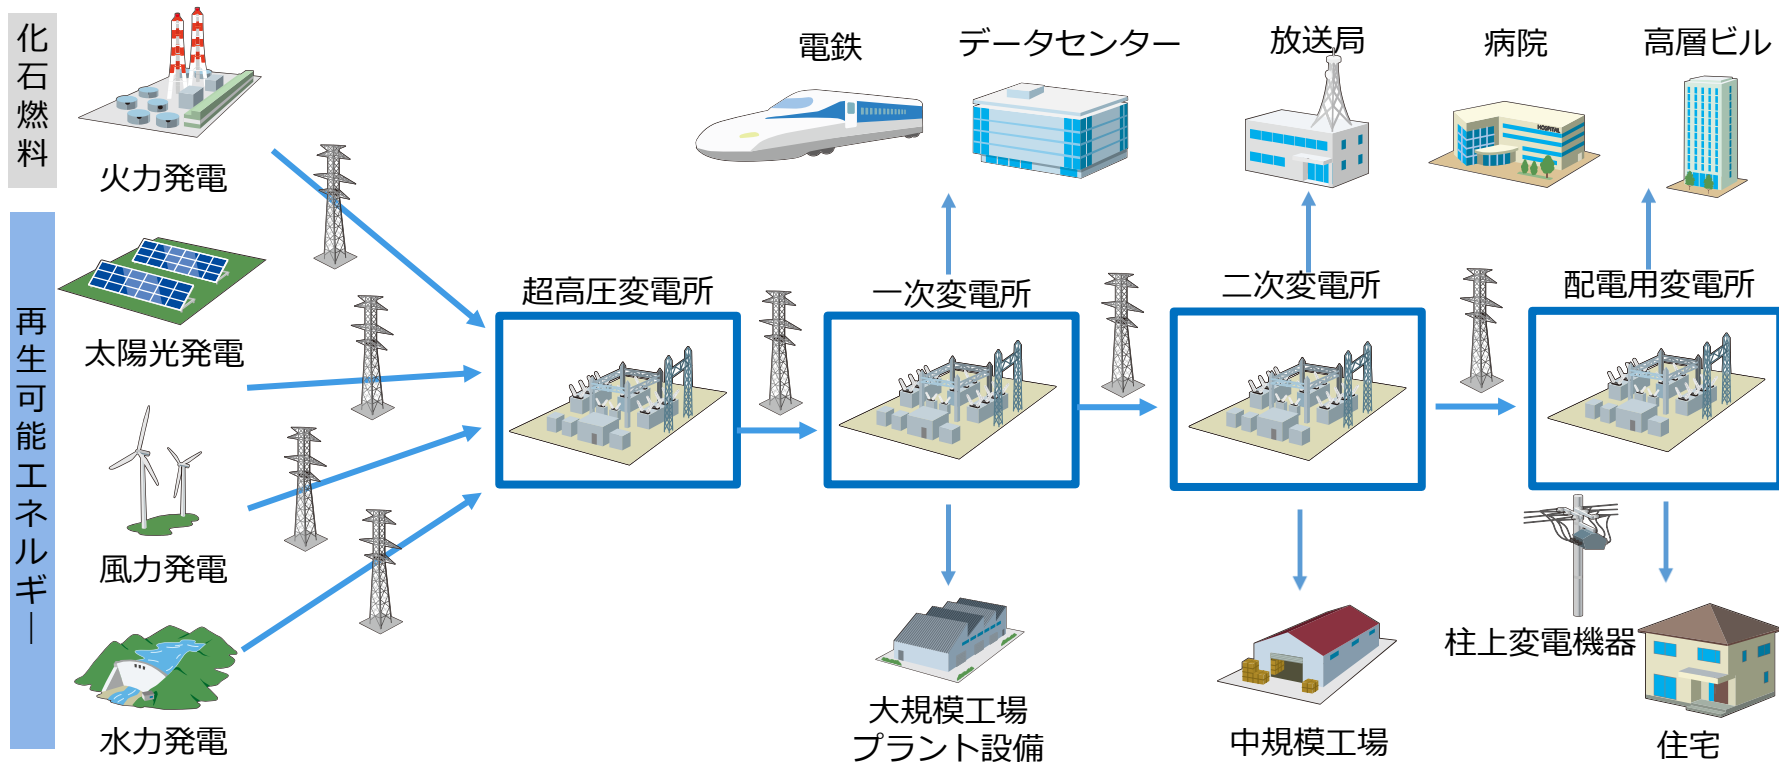 化石燃料
火力発電
再生可能エネルギー
太陽光発電
風力発電
水力発電
電鉄
データセンター
放送局
病院
HOSPITAL
高層ビル
超高圧変電所
一次変電所
二次変電所
配電用変電所
大規模工場
プラント設備
中規模工場
柱上変電機器
住宅